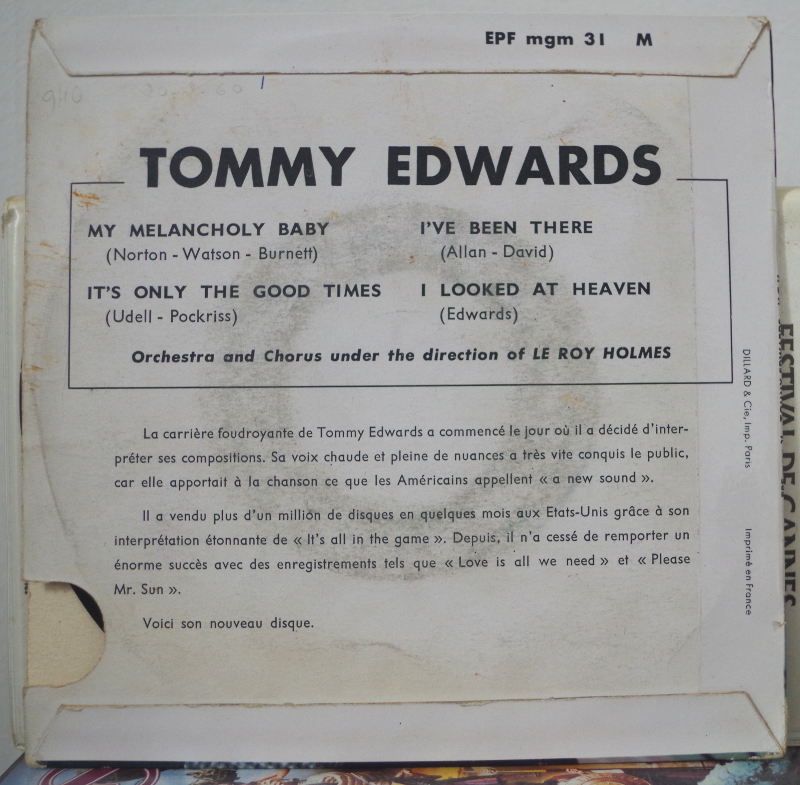 EPF mgm 31 M
940
TOMMY EDWARDS
MY MELANCHOLY BABY
(Norton - Watson - Burnett)
IT'S ONLY THE GOOD TIMES
(Udell - Pockriss)
I'VE BEEN THERE
(Allan - David)
I LOOKED AT HEAVEN
(Edwards)
Orchestra and Chorus under the direction of LE ROY HOLMES
La carrière foudroyante de Tommy Edwards a commencé le jour où il a décidé d'inter-
préter ses compositions. Sa voix chaude et pleine de nuances a très vite conquis le public,
car elle apportait à la chanson ce que les Américains appellent « a new sound ».
Il a vendu plus d'un million de disques en quelques mois aux Etats-Unis grâce à son
interprétation étonnante de « It's all in the game ». Depuis, il n'a cessé de remporter un
énorme succès avec des enregistrements tels que « Love is all we need » et « Please
Mr. Sun ».
Voici son nouveau disque.
DILLARD & Cie, Imp. Paris
Imprimé en France
FESTIVAL DE CANNES